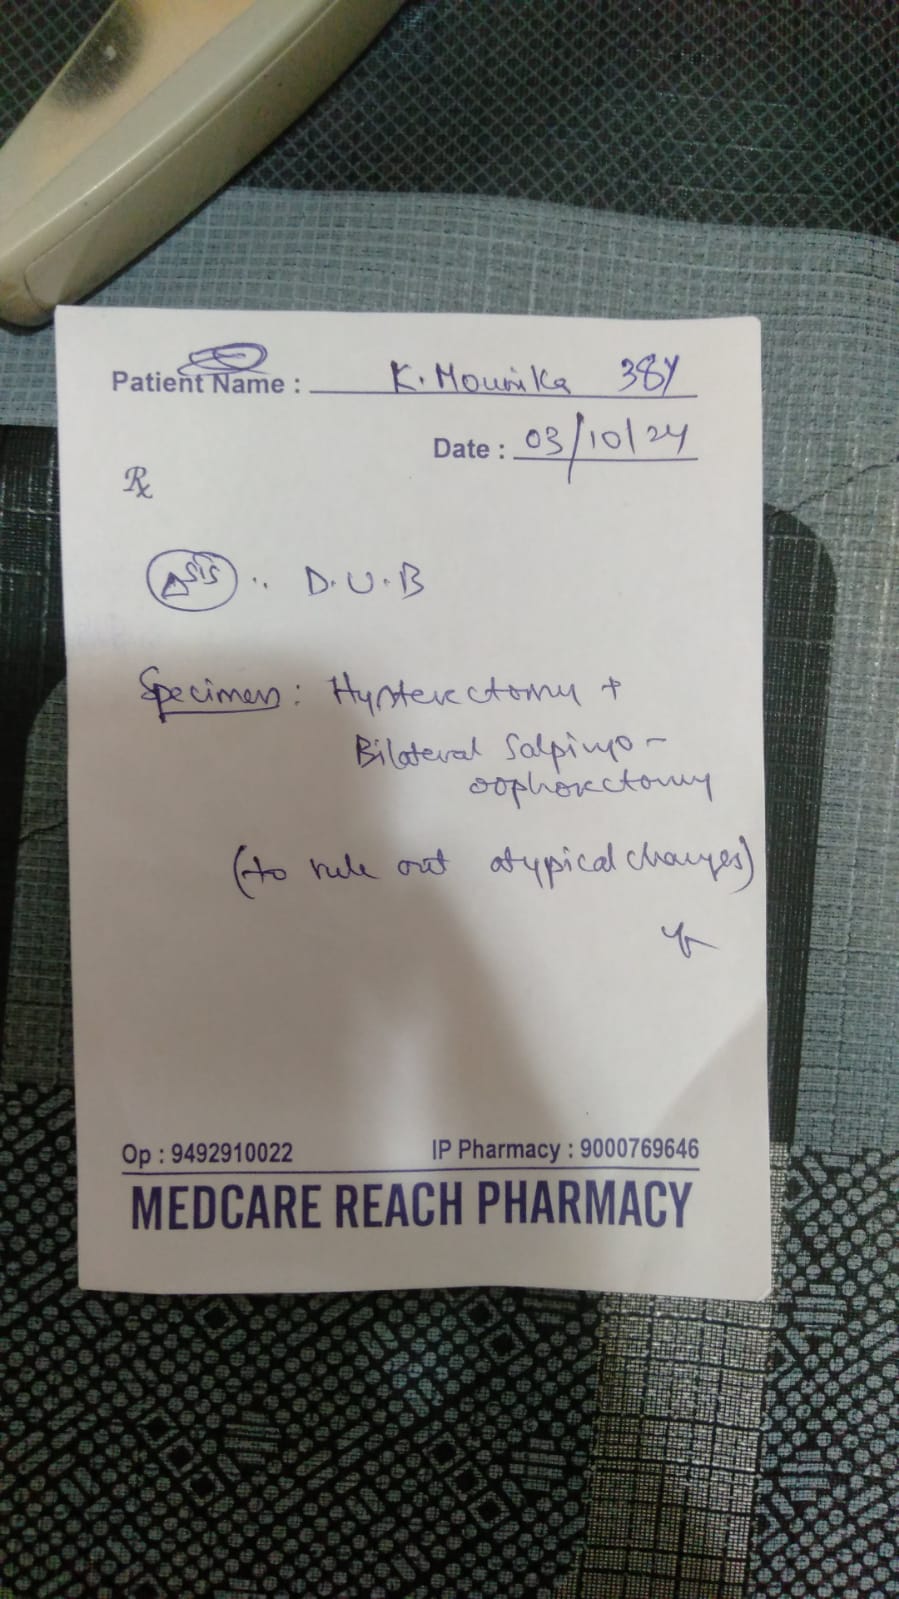 Patient Name : K. Mounika 38Y
Date : 03/10/24
Rx
Δsis : D.U.B
Specimen : Hysterectomy +
Bilateral Salpingo-
oophorectomy
(to rule out atypical changes)
Op : 9492910022 IP Pharmacy : 9000769646
MEDCARE REACH PHARMACY